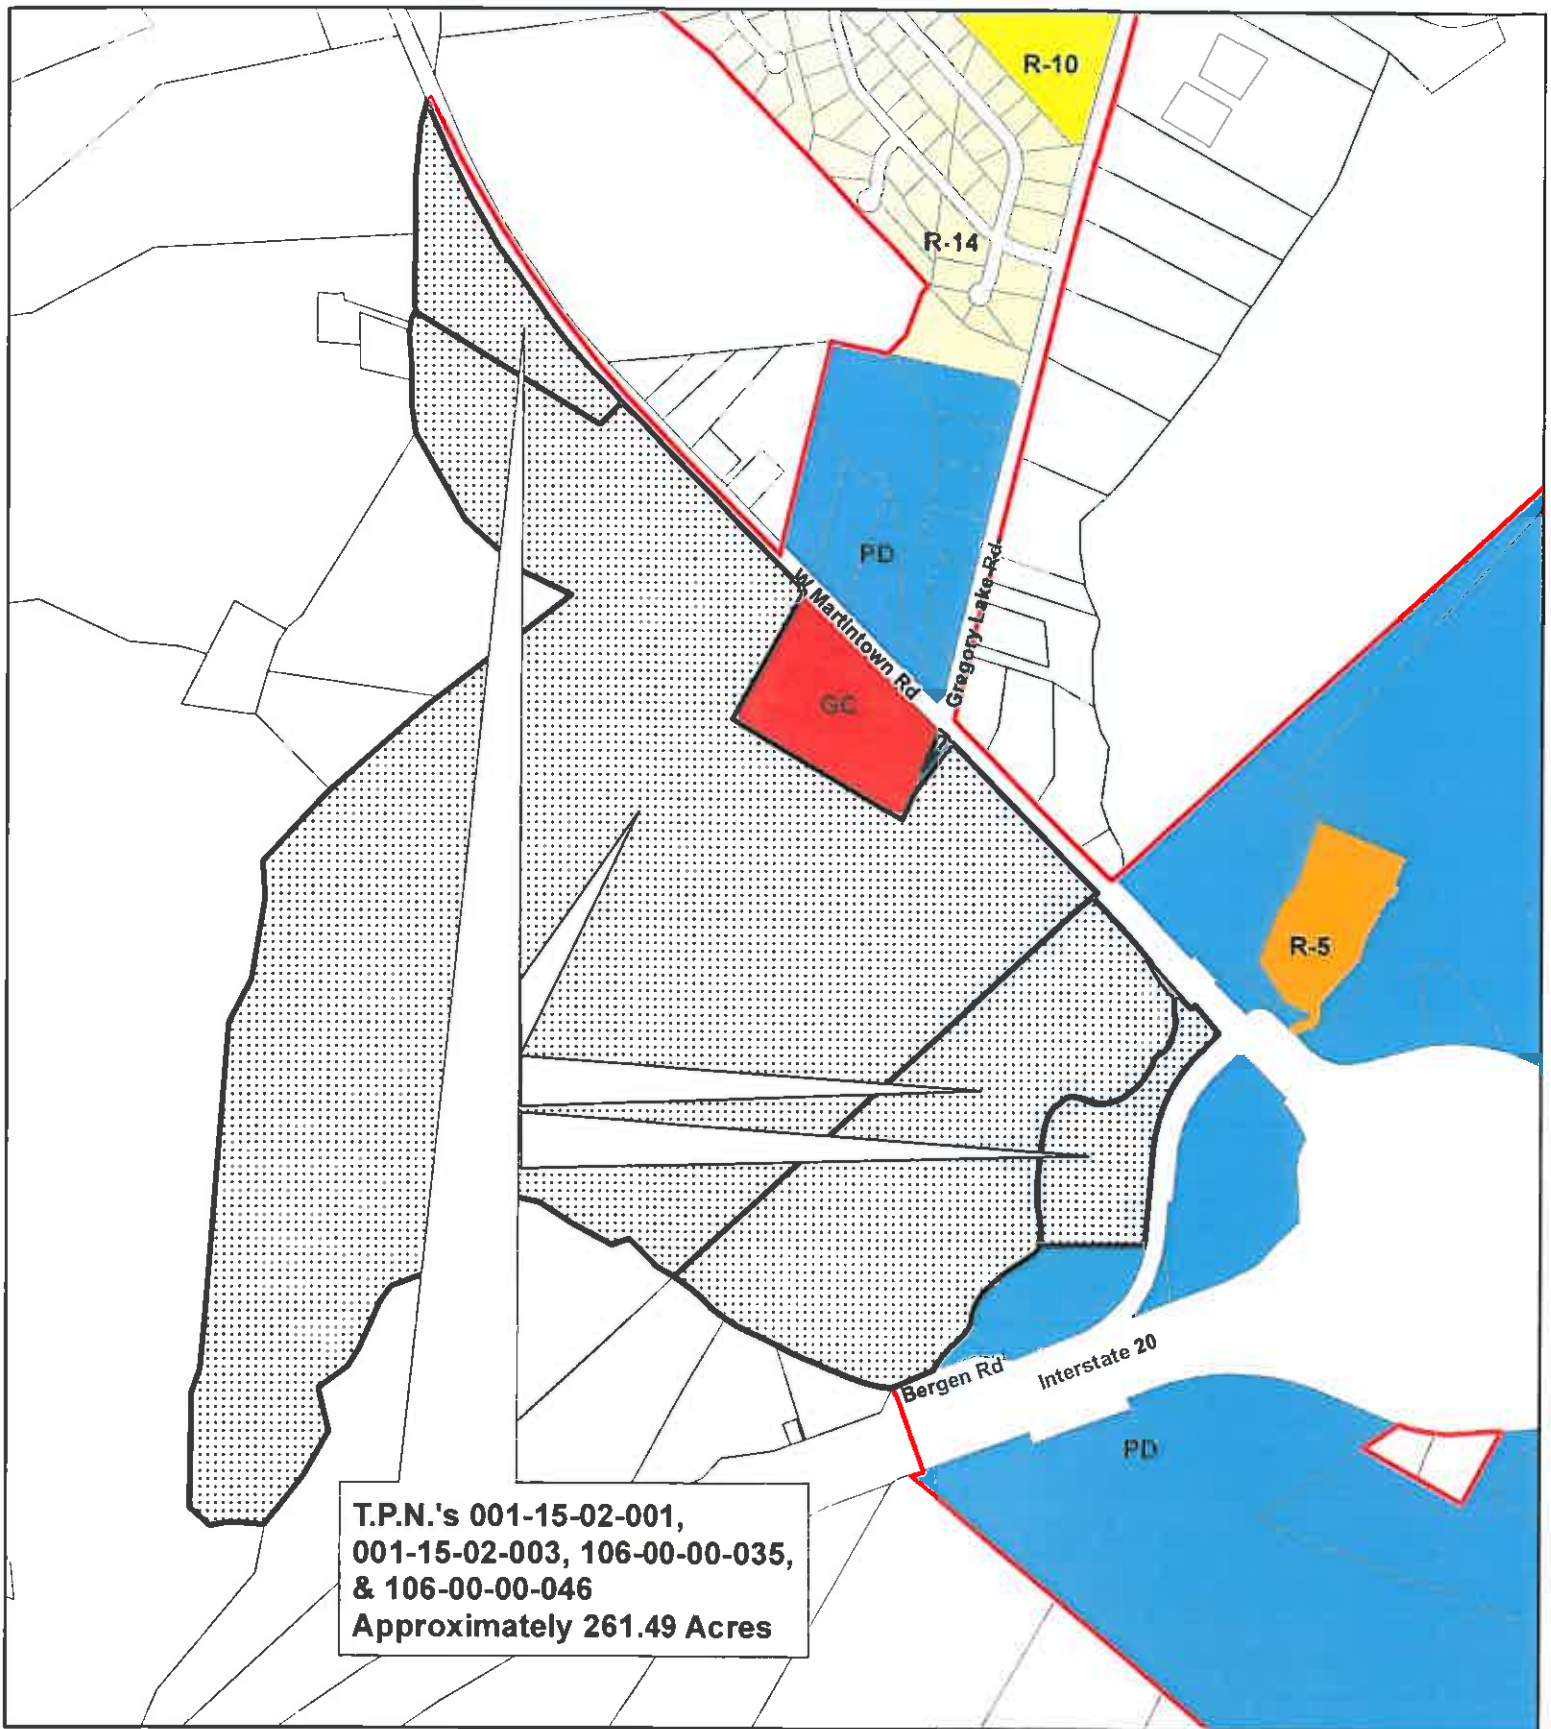 R-10
R-14
PD
W Martintown Rd
Gregory Lake Rd
GC
R-5
Bergen Rd
Interstate 20
PD
T.P.N.'s 001-15-02-001,
001-15-02-003, 106-00-00-035,
& 106-00-00-046
Approximately 261.49 Acres